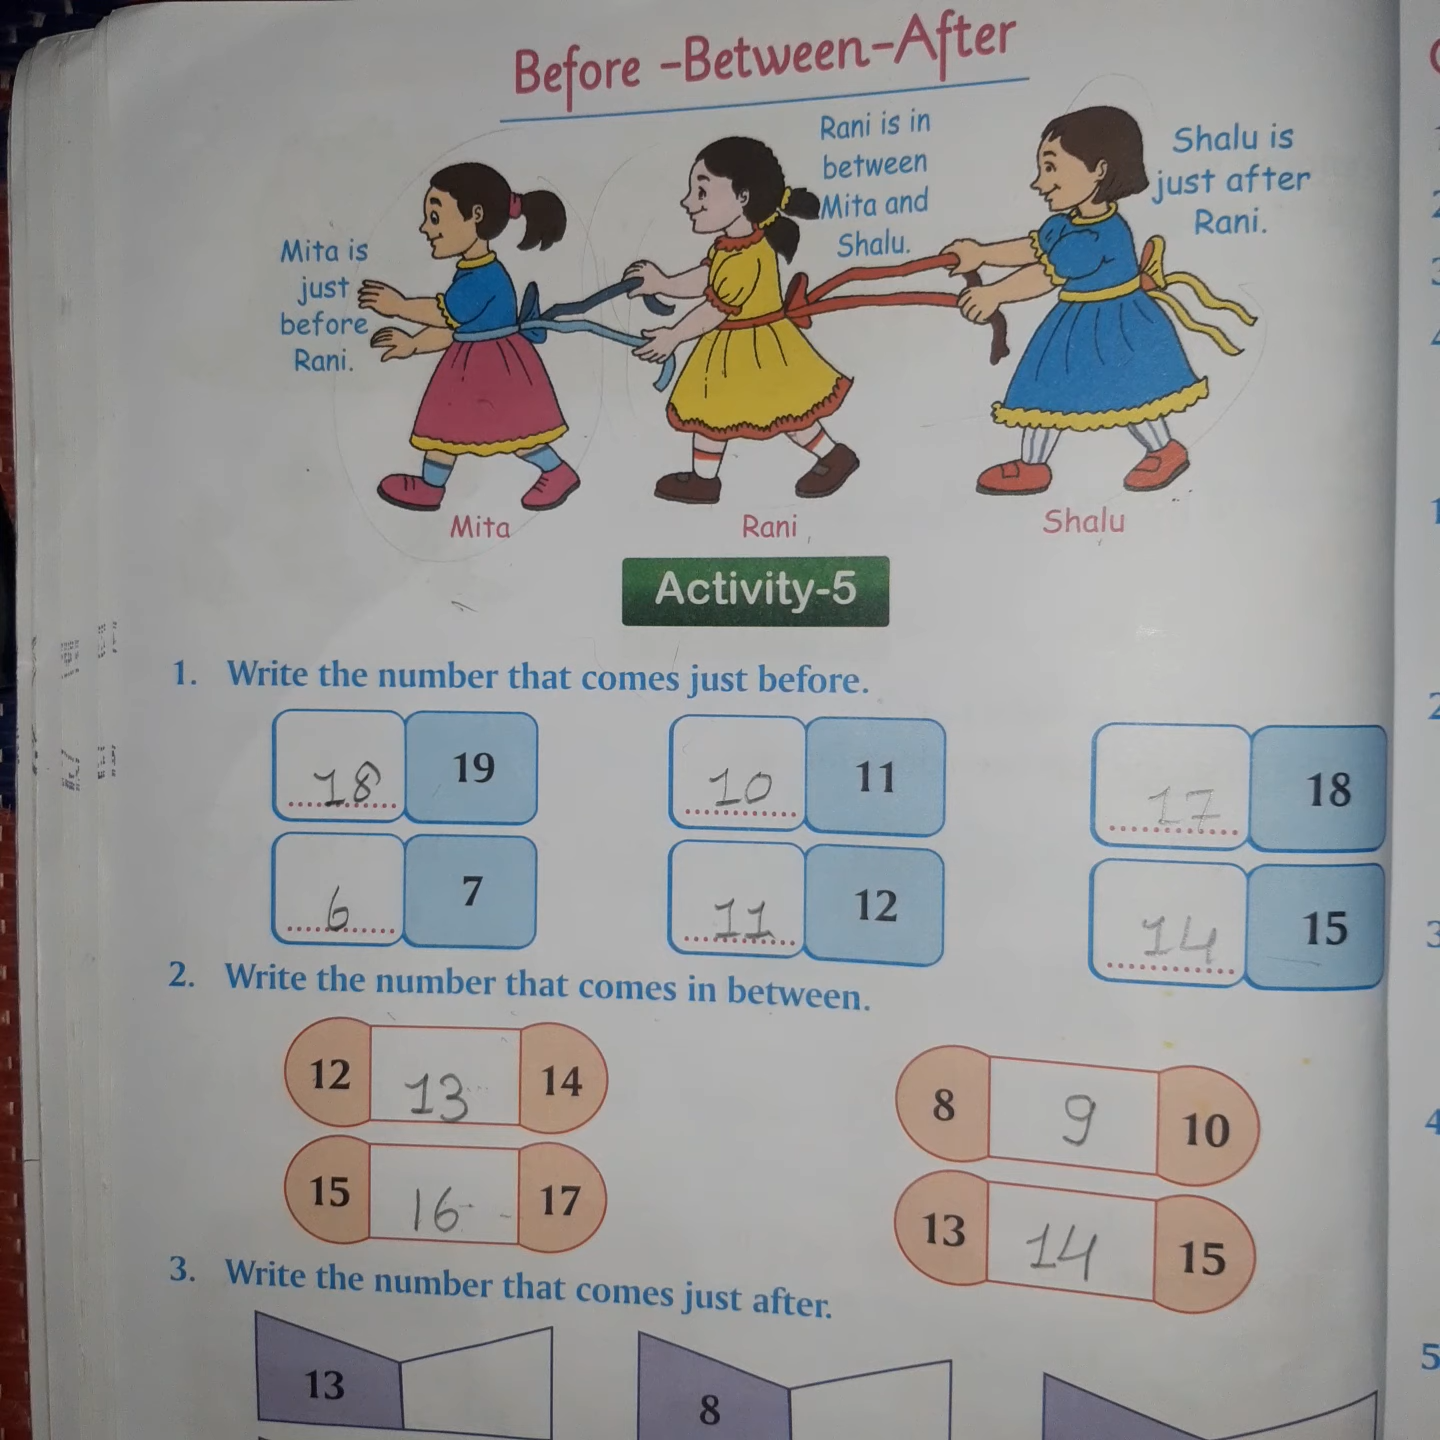 Before -Between-After
Mita is
just
before
Rani.
Rani is in
between
Mita and
Shalu.
Shalu is
just after
Rani.
Mita
Rani
Shalu
Activity-5
1. Write the number that comes just before.
18 19 10 11 17 18
6 7 11 12 14 15
2. Write the number that comes in between.
12 13 14 8 9 10
15 16 17 13 14 15
3. Write the number that comes just after.
13 8